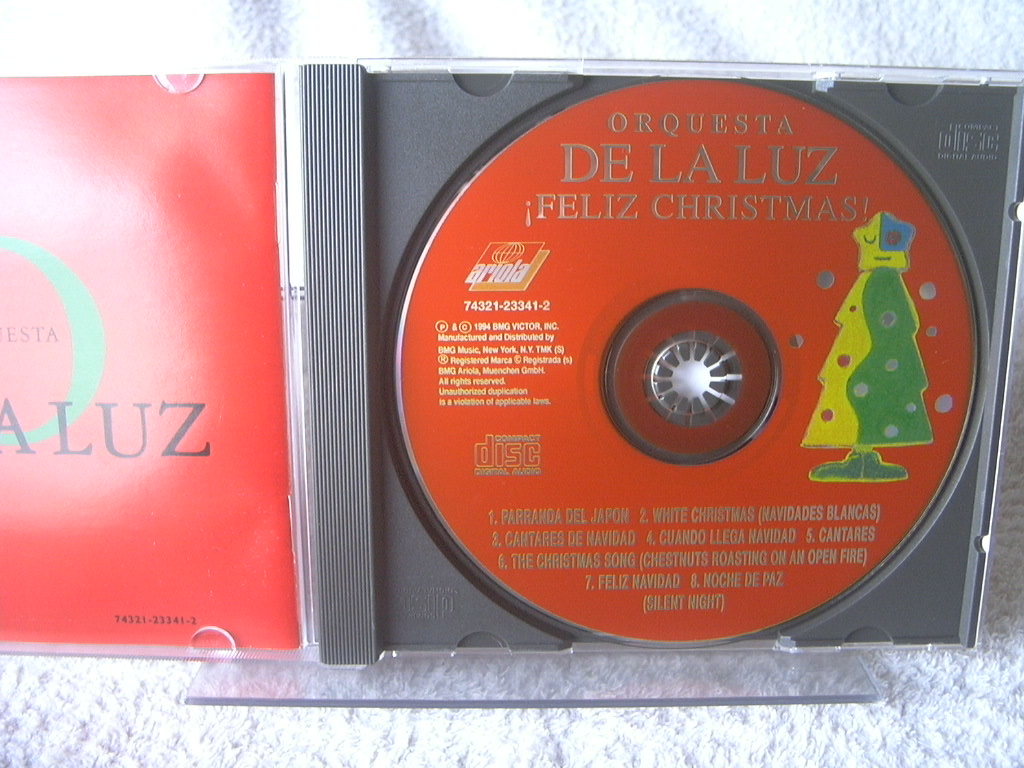 ESTA
A LUZ
74321-23341-2
ORQUESTA
DE LA LUZ
¡FELIZ CHRISTMAS!
ariola
74321-23341-2
Ⓟ & © 1994 BMG VICTOR, INC.
Manufactured and Distributed by
BMG Music, New York, N.Y. TMK (S)
® Registered Marca ® Registrada (s)
BMG Ariola, Muenchen GmbH.
All rights reserved.
Unauthorized duplication
is a violation of applicable laws.
COMPACT
disc
DIGITAL AUDIO
1. PARRANDA DEL JAPON 2. WHITE CHRISTMAS (NAVIDADES BLANCAS)
3. CANTARES DE NAVIDAD 4. CUANDO LLEGA NAVIDAD 5. CANTARES
6. THE CHRISTMAS SONG (CHESTNUTS ROASTING ON AN OPEN FIRE)
7. FELIZ NAVIDAD 8. NOCHE DE PAZ
(SILENT NIGHT)
COMPACT
disc
DIGITAL AUDIO